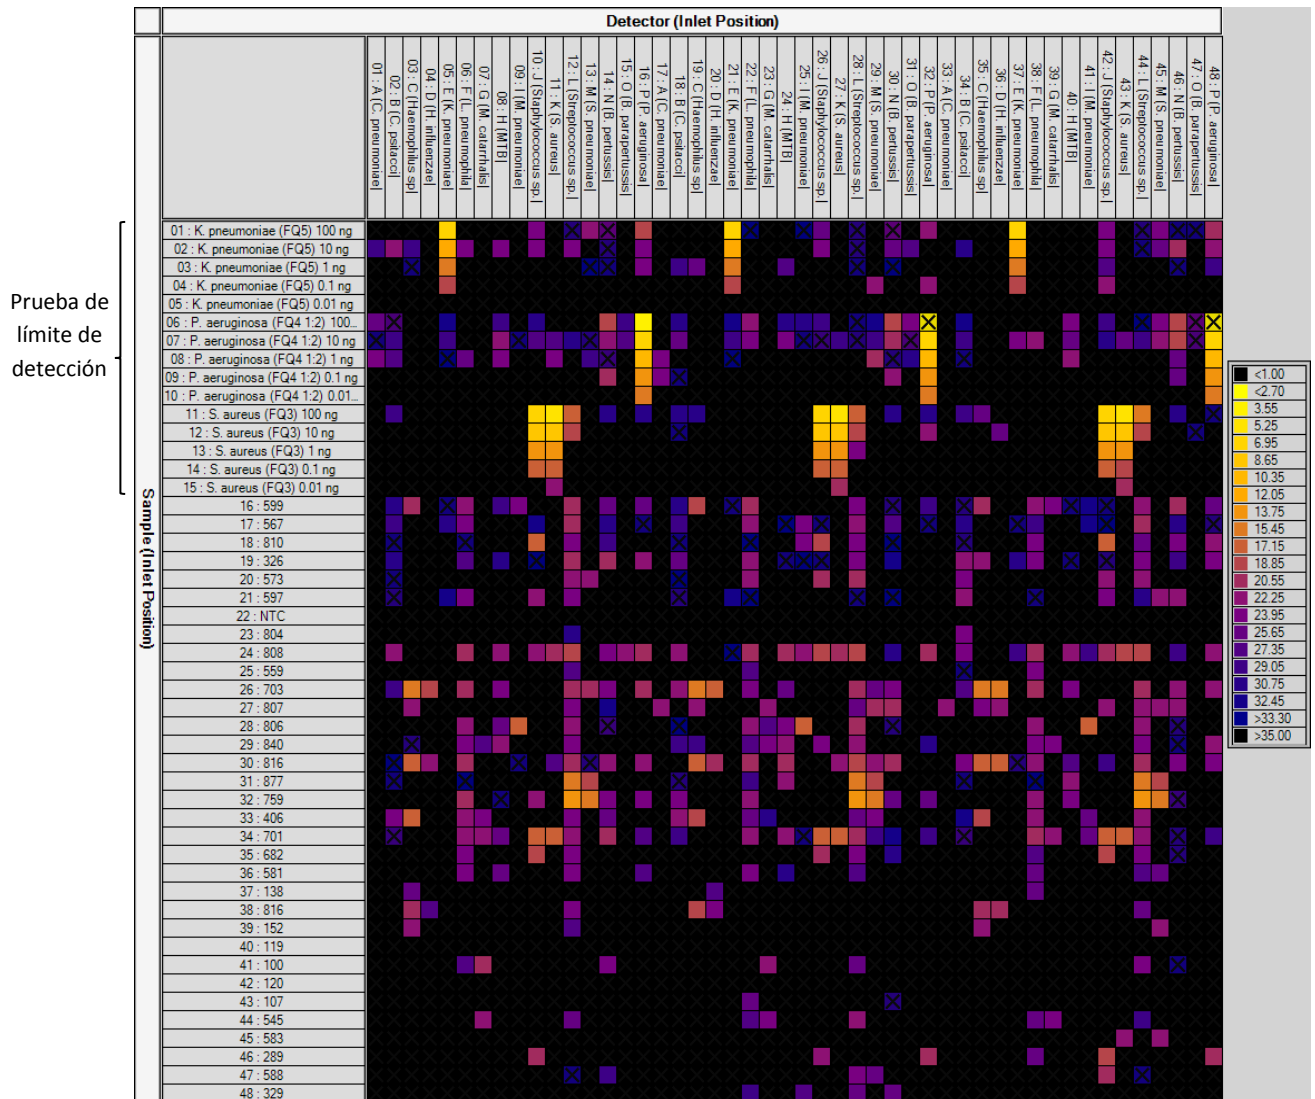 Detector (Inlet Position)
01 : A (C. pneumoniae|
02 : B (C. psitacci|
03 : C (Haemophilus sp|
04 : D (H. influenzae|
05 : E (K. pneumoniae|
06 : F (L. pneumophila|
07 : G (M. catarrhalis|
08 : H (MTB|
09 : I (M. pneumoniae|
10 : J (Staphylococcus sp.|
11 : K (S. aureus|
12 : L (Streptococcus sp.|
13 : M (S. pneumoniae|
14 : N (B. pertussis|
15 : O (B. parapertussis|
16 : P (P. aeruginosa|
17 : A (C. pneumoniae|
18 : B (C. psitacci|
19 : C (Haemophilus sp|
20 : D (H. influenzae|
21 : E (K. pneumoniae|
22 : F (L. pneumophila|
23 : G (M. catarrhalis|
24 : H (MTB|
25 : I (M. pneumoniae|
26 : J (Staphylococcus sp.|
27 : K (S. aureus|
28 : L (Streptococcus sp.|
29 : M (S. pneumoniae|
30 : N (B. pertussis|
31 : O (B. parapertussis|
32 : P (P. aeruginosa|
33 : A (C. pneumoniae|
34 : B (C. psitacci|
35 : C (Haemophilus sp|
36 : D (H. influenzae|
37 : E (K. pneumoniae|
38 : F (L. pneumophila|
39 : G (M. catarrhalis|
40 : H (MTB|
41 : I (M. pneumoniae|
42 : J (Staphylococcus sp.|
43 : K (S. aureus|
44 : L (Streptococcus sp.|
45 : M (S. pneumoniae|
46 : N (B. pertussis|
47 : O (B. parapertussis|
48 : P (P. aeruginosa|
Prueba de
límite de
detección
Sample (Inlet Position)
01 : K. pneumoniae (FQ5) 100 ng
02 : K. pneumoniae (FQ5) 10 ng
03 : K. pneumoniae (FQ5) 1 ng
04 : K. pneumoniae (FQ5) 0.1 ng
05 : K. pneumoniae (FQ5) 0.01 ng
06 : P. aeruginosa (FQ4 1:2) 100...
07 : P. aeruginosa (FQ4 1:2) 10 ng
08 : P. aeruginosa (FQ4 1:2) 1 ng
09 : P. aeruginosa (FQ4 1:2) 0.1 ng
10 : P. aeruginosa (FQ4 1:2) 0.01...
11 : S. aureus (FQ3) 100 ng
12 : S. aureus (FQ3) 10 ng
13 : S. aureus (FQ3) 1 ng
14 : S. aureus (FQ3) 0.1 ng
15 : S. aureus (FQ3) 0.01 ng
16 : 599
17 : 567
18 : 810
19 : 326
20 : 573
21 : 597
22 : NTC
23 : 804
24 : 808
25 : 559
26 : 703
27 : 807
28 : 806
29 : 840
30 : 816
31 : 877
32 : 759
33 : 406
34 : 701
35 : 682
36 : 581
37 : 138
38 : 816
39 : 152
40 : 119
41 : 100
42 : 120
43 : 107
44 : 545
45 : 583
46 : 289
47 : 588
48 : 329
<1.00
<2.70
3.55
5.25
6.95
8.65
10.35
12.05
13.75
15.45
17.15
18.85
20.55
22.25
23.95
25.65
27.35
29.05
30.75
32.45
>33.30
>35.00